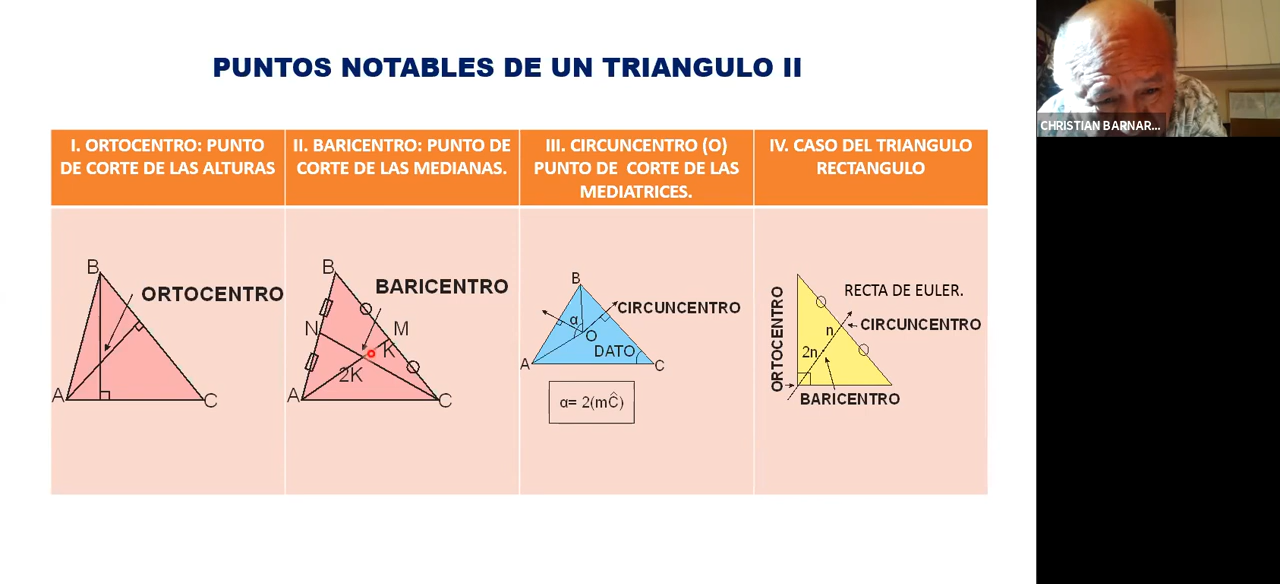 PUNTOS NOTABLES DE UN TRIANGULO II
CHRISTIAN BARNAR...
I. ORTOCENTRO: PUNTO
DE CORTE DE LAS ALTURAS
II. BARICENTRO: PUNTO DE
CORTE DE LAS MEDIANAS.
III. CIRCUNCENTRO (O)
PUNTO DE CORTE DE LAS
MEDIATRICES.
IV. CASO DEL TRIANGULO
RECTANGULO
B
ORTOCENTRO
A
C
B
BARICENTRO
N
M
K
2K
A
C
B
CIRCUNCENTRO
α
O
DATO
A
C
α= 2(mĈ)
RECTA DE EULER.
ORTOCENTRO
n
CIRCUNCENTRO
2n
BARICENTRO